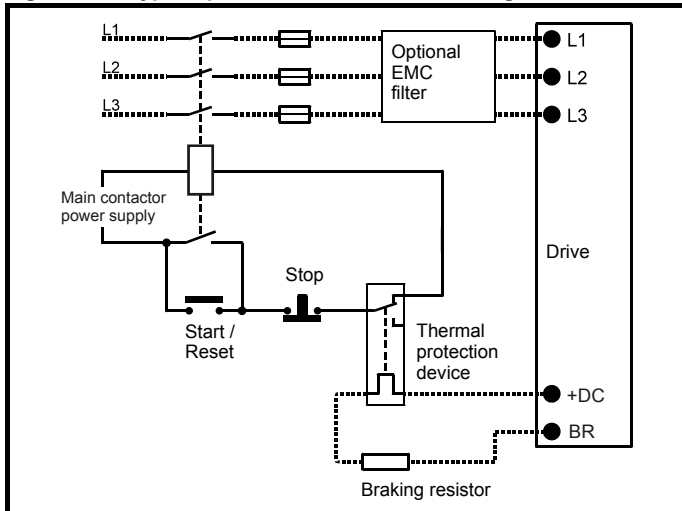 L1
L2
L3
Optional
EMC
filter
L1
L2
L3
Main contactor
power supply
Drive
Stop
Start /
Reset
Thermal
protection
device
+DC
BR
Braking resistor